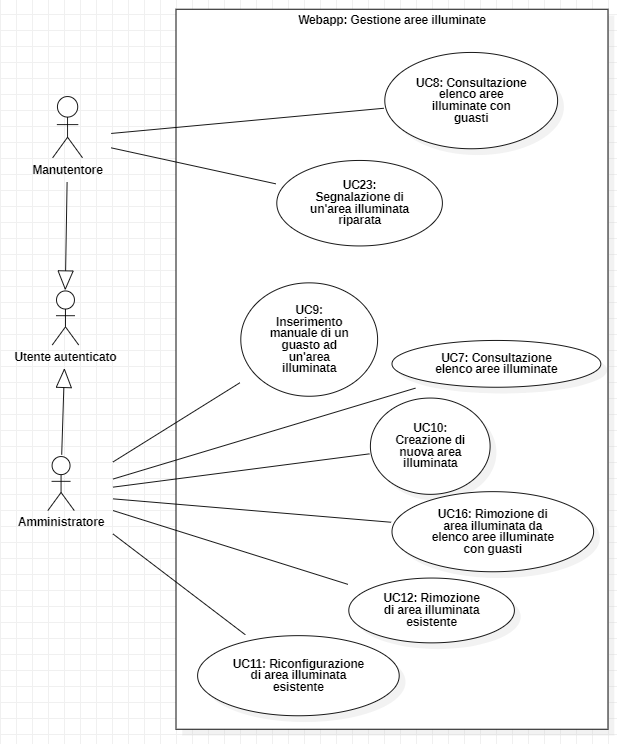 Webapp: Gestione aree illuminate
UC8: Consultazione
elenco aree
illuminate con
guasti
Manutentore
UC23:
Segnalazione di
un'area illuminata
riparata
UC9:
Inserimento
manuale di un
guasto ad
un'area
illuminata
Utente autenticato
UC7: Consultazione
elenco aree illuminate
UC10:
Creazione di
nuova area
illuminata
Amministratore
UC16: Rimozione di
area illuminata da
elenco aree illuminate
con guasti
UC12: Rimozione
di area illuminata
esistente
UC11: Riconfigurazione
di area illuminata
esistente